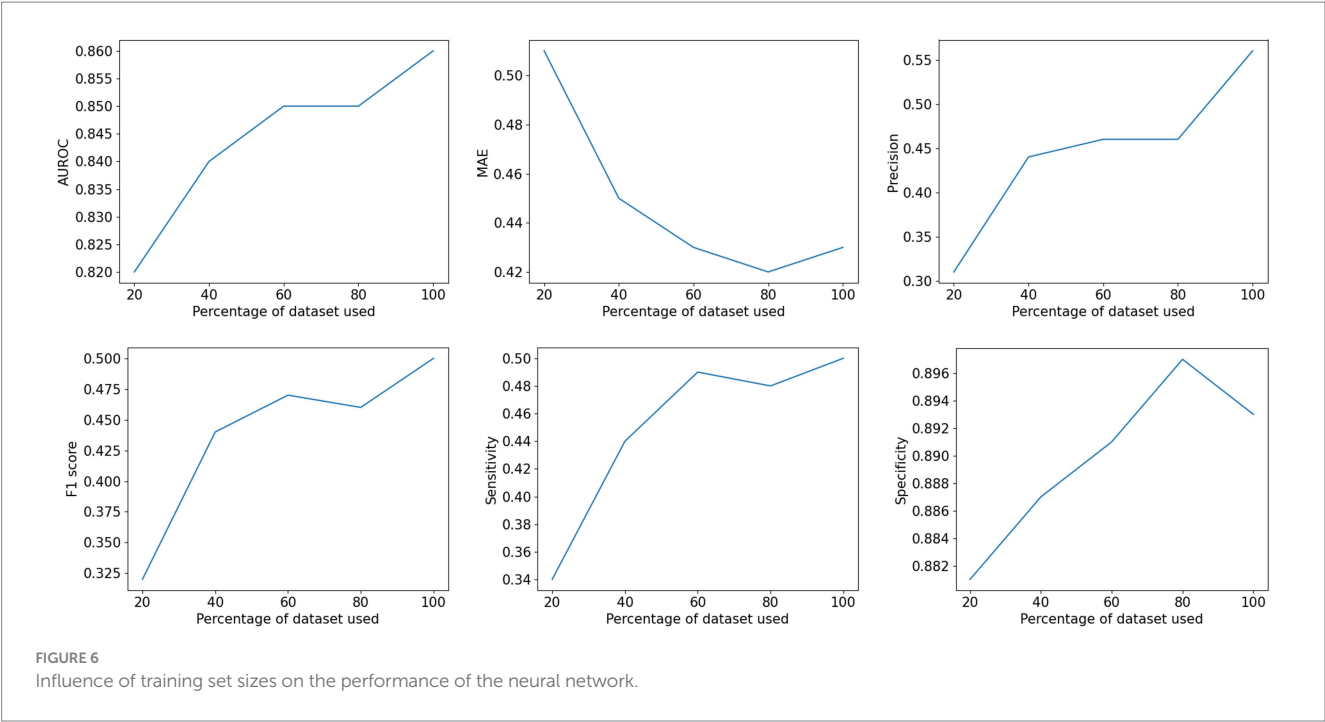 0.860
0.855
0.850
0.845
0.840
0.835
0.830
0.825
0.820
AUROC
20 40 60 80 100
Percentage of dataset used
0.50
0.48
0.46
0.44
0.42
MAE
20 40 60 80 100
Percentage of dataset used
0.55
0.50
0.45
0.40
0.35
0.30
Precision
20 40 60 80 100
Percentage of dataset used
0.500
0.475
0.450
0.425
0.400
0.375
0.350
0.325
F1 score
20 40 60 80 100
Percentage of dataset used
0.50
0.48
0.46
0.44
0.42
0.40
0.38
0.36
0.34
Sensitivity
20 40 60 80 100
Percentage of dataset used
0.896
0.894
0.892
0.890
0.888
0.886
0.884
0.882
Specificity
20 40 60 80 100
Percentage of dataset used
FIGURE 6
Influence of training set sizes on the performance of the neural network.